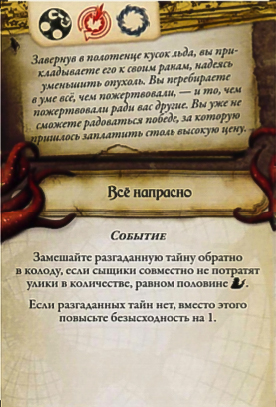 Завернув в полотенце кусок льда, вы при-
кладываете его к своим ранам, надеясь
уменьшить опухоль. Вы перебираете
в уме всё, чем пожертвовали, — и то, чем
пожертвовали ради вас другие. Вы уже не
сможете радоваться победе, за которую
пришлось заплатить столь высокую цену.
Всё напрасно
Событие
Замешайте разгаданную тайну обратно
в колоду, если сыщики совместно не потратят
улики в количестве, равном половине .
Если разгаданных тайн нет, вместо этого
повысьте безысходность на 1.